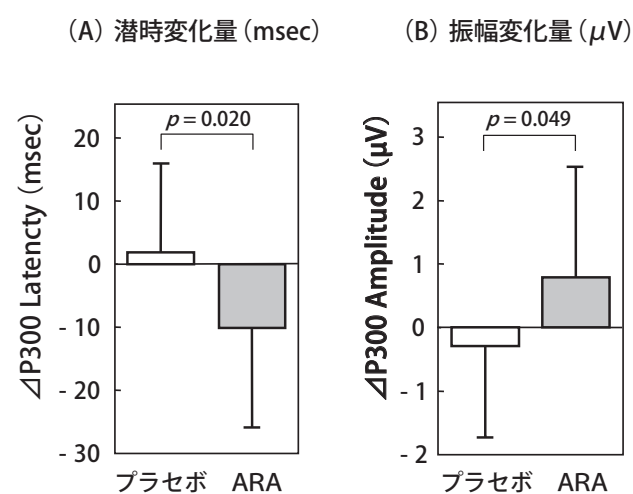 （A）潜時変化量（msec）
ΔP300 Latencty（msec）
20
10
0
- 10
- 20
- 30
p = 0.020
プラセボ ARA
（B）振幅変化量（μV）
ΔP300 Amplitude（μV）
3
2
1
0
- 1
- 2
p = 0.049
プラセボ ARA